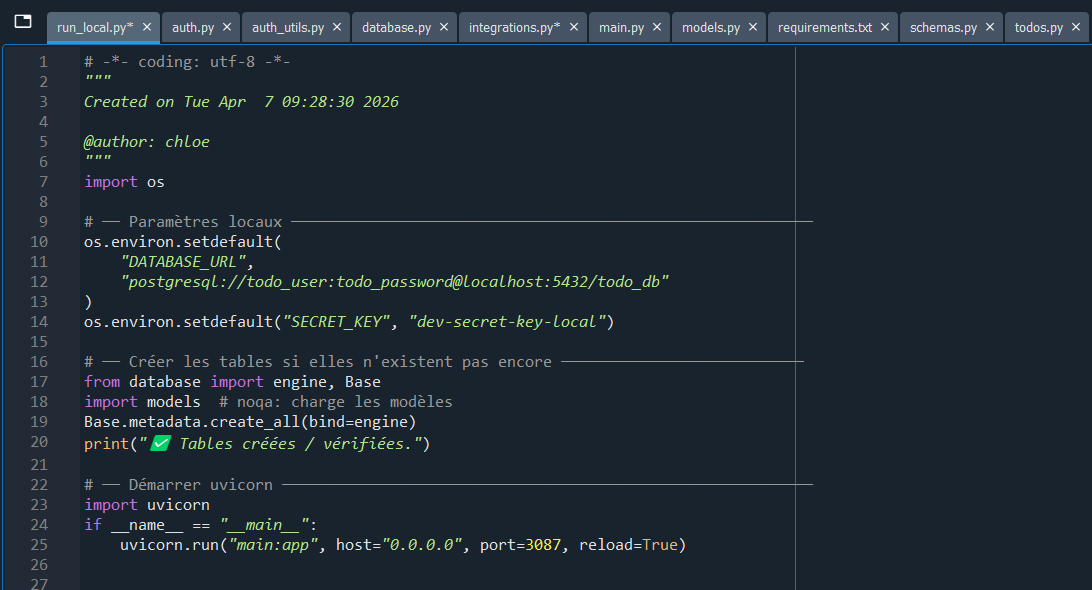 run_local.py* auth.py auth_utils.py database.py integrations.py* main.py models.py requirements.txt schemas.py todos.py
1 # -*- coding: utf-8 -*-
2 """
3 Created on Tue Apr  7 09:28:30 2026
4
5 @author: chloe
6 """
7 import os
8
9 # —— Paramètres locaux ——————————
10 os.environ.setdefault(
11     "DATABASE_URL",
12     "postgresql://todo_user:todo_password@localhost:5432/todo_db"
13 )
14 os.environ.setdefault("SECRET_KEY", "dev-secret-key-local")
15
16 # —— Créer les tables si elles n'existent pas encore ——————————
17 from database import engine, Base
18 import models  # noqa: charge les modèles
19 Base.metadata.create_all(bind=engine)
20 print("✅ Tables créées / vérifiées.")
21
22 # —— Démarrer uvicorn ——————————
23 import uvicorn
24 if __name__ == "__main__":
25     uvicorn.run("main:app", host="0.0.0.0", port=3087, reload=True)
26
27